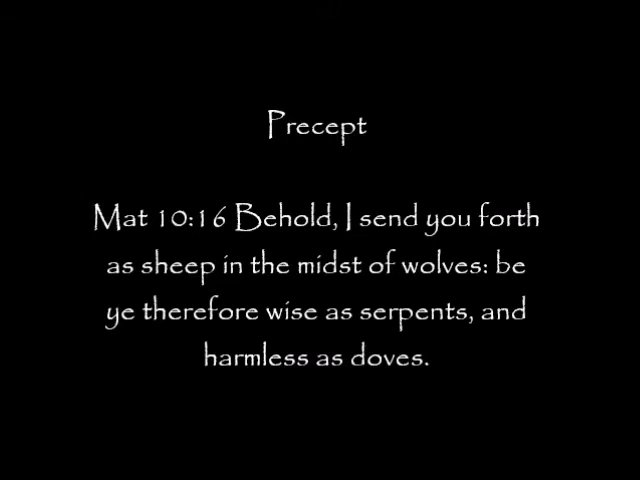 Precept
Mat 10:16 Behold, I send you forth
as sheep in the midst of wolves: be
ye therefore wise as serpents, and
harmless as doves.